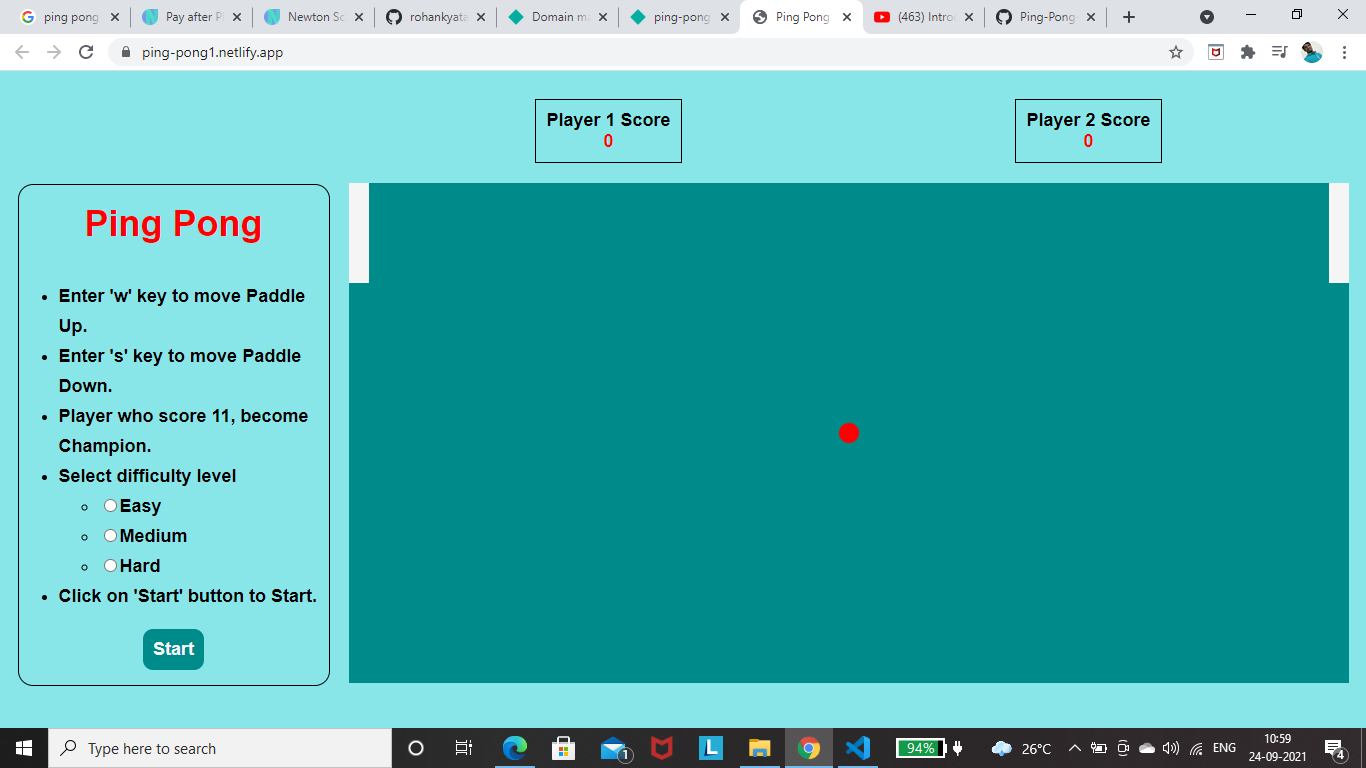 ping pong
Pay after P
Newton Sc
rohankyata
Domain ma
ping-pong
Ping Pong
(463) Introd
Ping-Pong
ping-pong1.netlify.app
Player 1 Score
0
Player 2 Score
0
Ping Pong
Enter 'w' key to move Paddle
Up.
Enter 's' key to move Paddle
Down.
Player who score 11, become
Champion.
Select difficulty level
Easy
Medium
Hard
Click on 'Start' button to Start.
Start
Type here to search
1
L
94%
26°C
ENG
10:59
24-09-2021
4